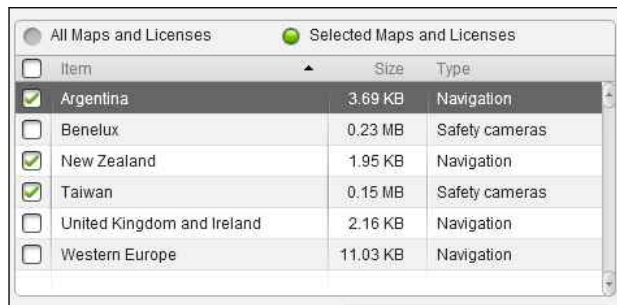 All Maps and Licenses Selected Maps and Licenses
Item Size Type
Argentina 3.69 KB Navigation
Benelux 0.23 MB Safety cameras
New Zealand 1.95 KB Navigation
Taiwan 0.15 MB Safety cameras
United Kingdom and Ireland 2.16 KB Navigation
Western Europe 11.03 KB Navigation